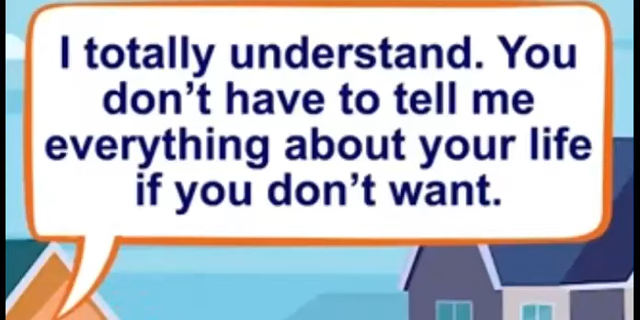 I totally understand. You
don't have to tell me
everything about your life
if you don't want.